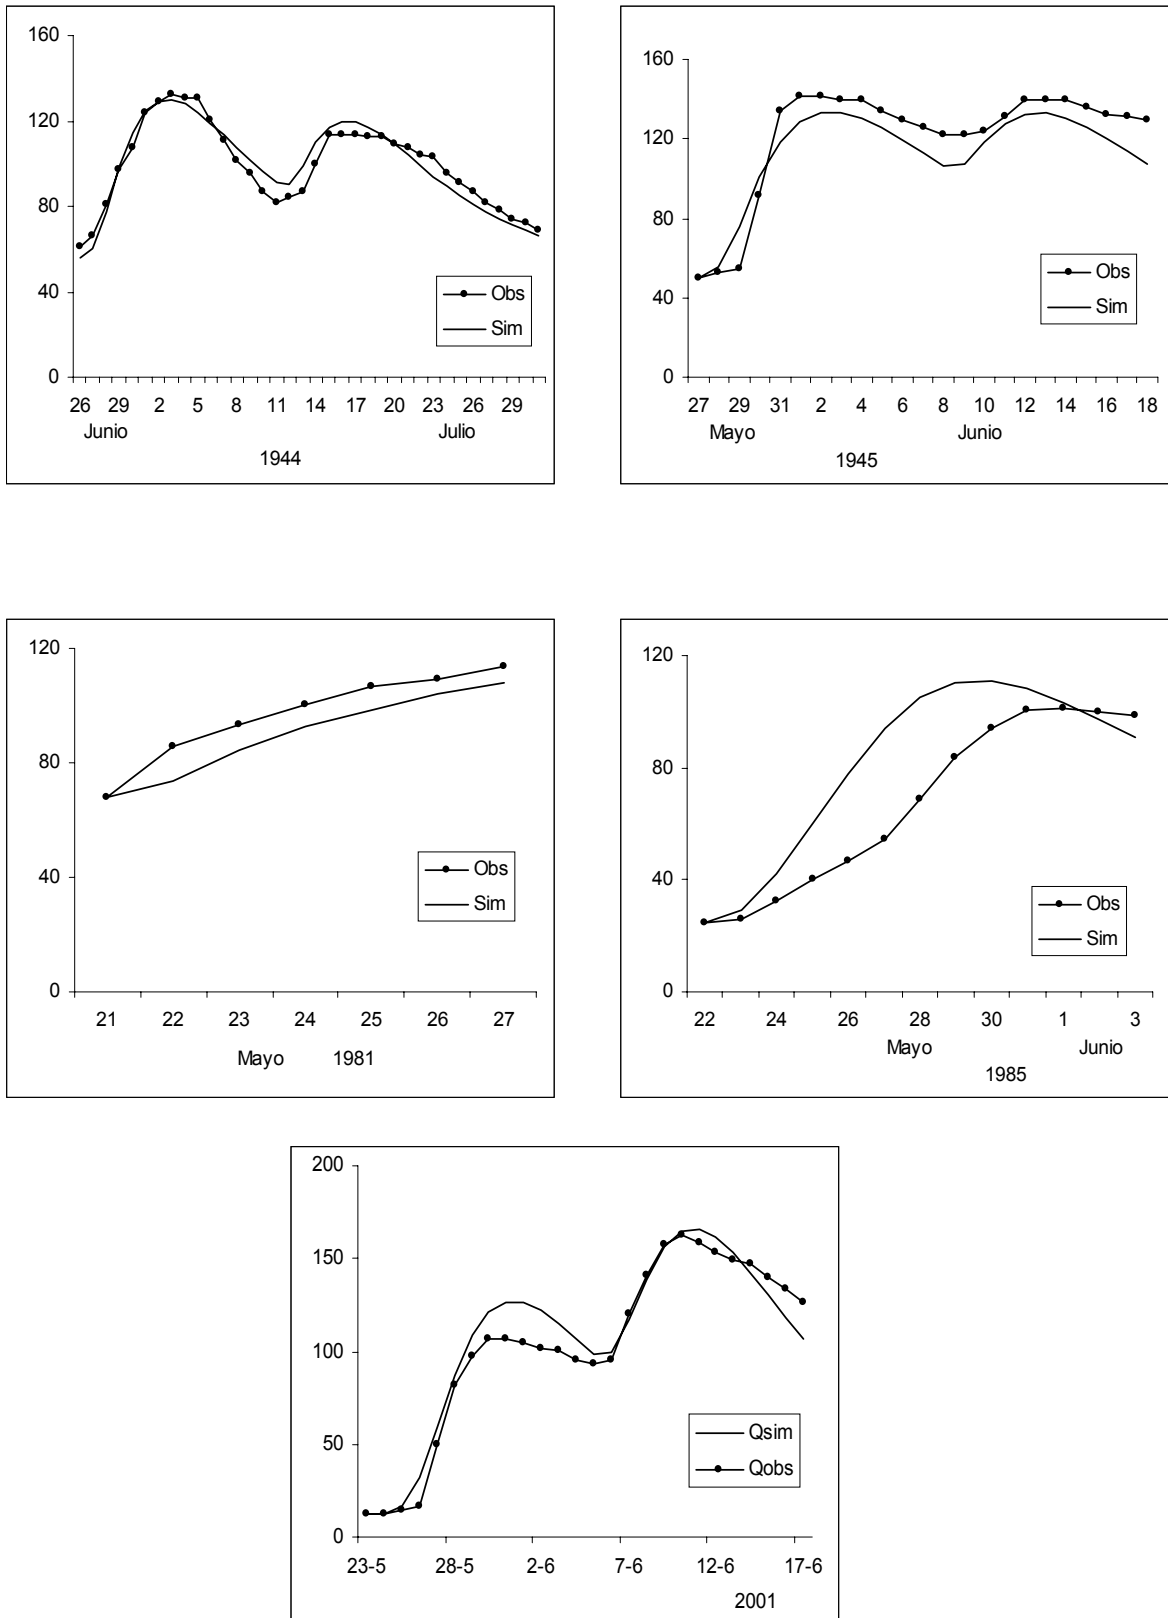 160
120
80
40
0
Obs
Sim
26 29 2 5 8 11 14 17 20 23 26 29
Junio Julio
1944
160
120
80
40
0
Obs
Sim
27 29 31 2 4 6 8 10 12 14 16 18
Mayo Junio
1945
120
80
40
0
Obs
Sim
21 22 23 24 25 26 27
Mayo 1981
120
80
40
0
Obs
Sim
22 24 26 28 30 1 3
Mayo Junio
1985
200
150
100
50
0
Qsim
Qobs
23-5 28-5 2-6 7-6 12-6 17-6
2001